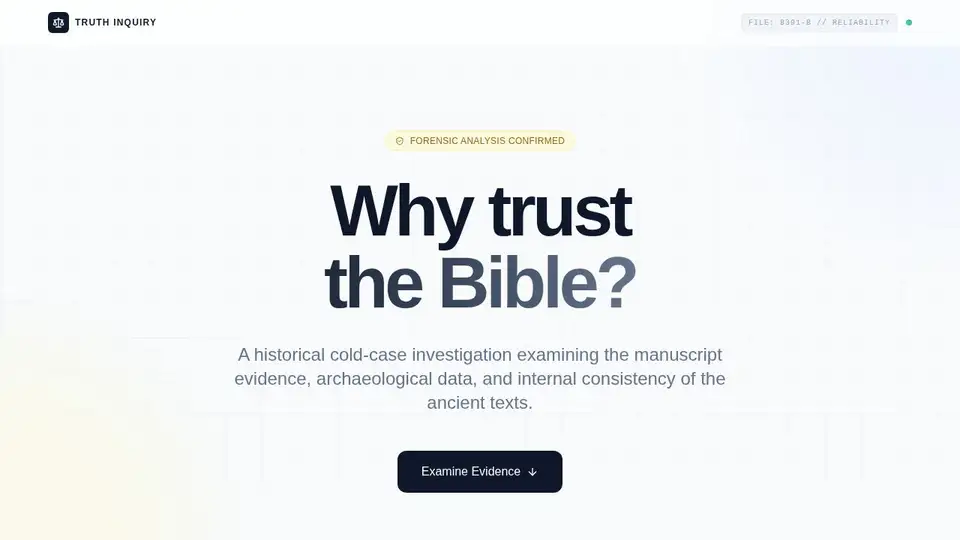 TRUTH INQUIRY
FILE: B391-B // RELIABILITY
FORENSIC ANALYSIS CONFIRMED
Why trust
the Bible?
A historical cold-case investigation examining the manuscript
evidence, archaeological data, and internal consistency of the
ancient texts.
Examine Evidence ↓